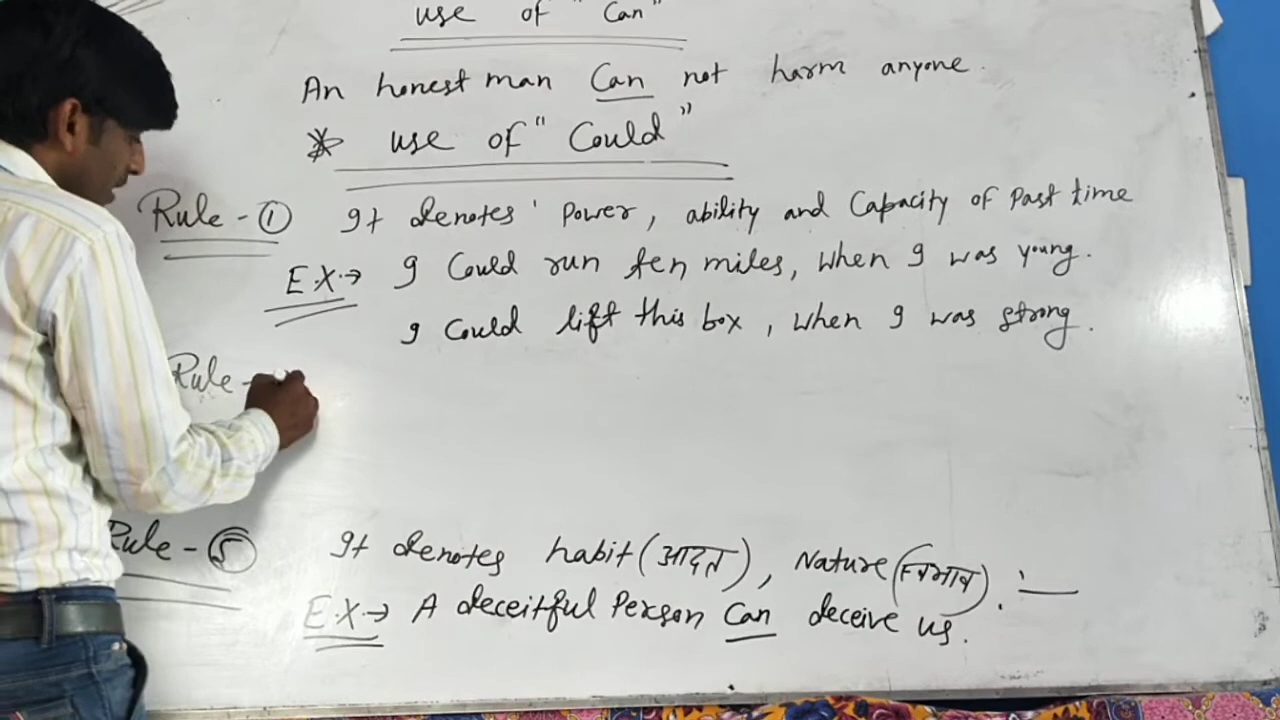 use of "Can"
An honest man Can not harm anyone.
* use of "Could"
Rule - ① It denotes ' Power, ability and Capacity of Past time
EX.→ I Could run ten miles, when I was young.
I Could lift this box, when I was strong.
Rule -
Rule - ⑤ It denotes habit (आदत), Nature (स्वभाव). :—
E.X.→ A deceitful Person Can deceive us.